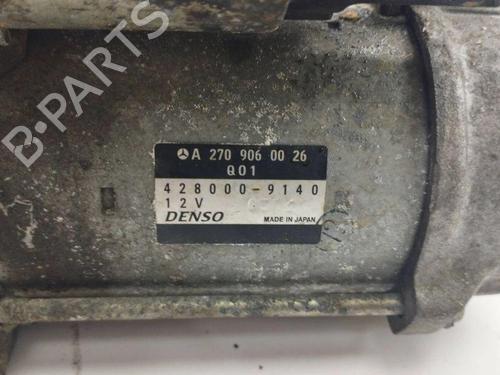 B-PARTS
A 270 906 00 26
Q01
428000-9140
12V
DENSO MADE IN JAPAN